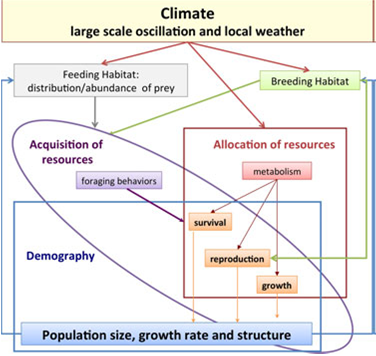 Climate
large scale oscillation and local weather
Feeding Habitat:
distribution/abundance of prey
Breeding Habitat
Acquisition of
resources
Allocation of resources
foraging behaviors
metabolism
survival
Demography
reproduction
growth
Population size, growth rate and structure